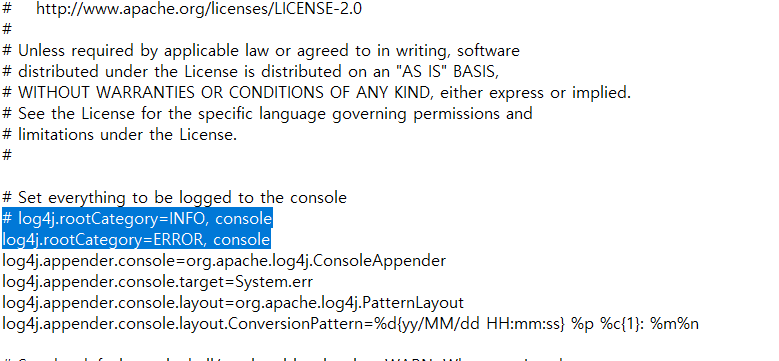 #    http://www.apache.org/licenses/LICENSE-2.0
#
# Unless required by applicable law or agreed to in writing, software
# distributed under the License is distributed on an "AS IS" BASIS,
# WITHOUT WARRANTIES OR CONDITIONS OF ANY KIND, either express or implied.
# See the License for the specific language governing permissions and
# limitations under the License.
#
# Set everything to be logged to the console
# log4j.rootCategory=INFO, console
log4j.rootCategory=ERROR, console
log4j.appender.console=org.apache.log4j.ConsoleAppender
log4j.appender.console.target=System.err
log4j.appender.console.layout=org.apache.log4j.PatternLayout
log4j.appender.console.layout.ConversionPattern=%d{yy/MM/dd HH:mm:ss} %p %c{1}: %m%n